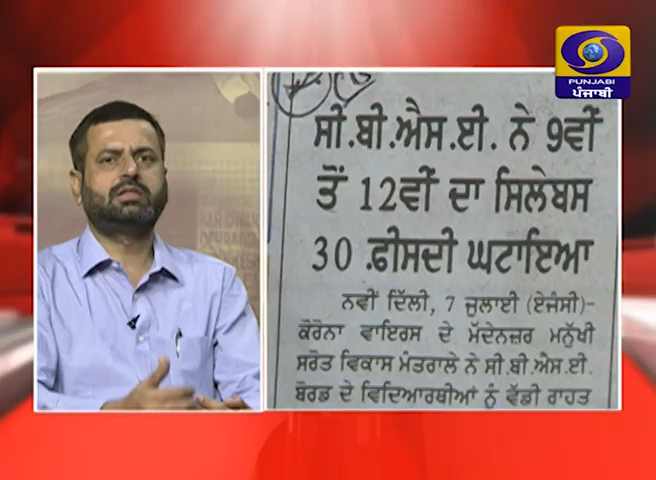 PUNJABI
ਪੰਜਾਬੀ
ਸੀ.ਬੀ.ਐਸ.ਈ. ਨੇ 9ਵੀਂ
ਤੋਂ 12ਵੀਂ ਦਾ ਸਿਲੇਬਸ
30 ਫ਼ੀਸਦੀ ਘਟਾਇਆ
ਨਵੀਂ ਦਿੱਲੀ, 7 ਜੁਲਾਈ (ਏਜੰਸੀ)-
ਕੋਰੋਨਾ ਵਾਇਰਸ ਦੇ ਮੱਦੇਨਜ਼ਰ ਮਨੁੱਖੀ
ਸਰੋਤ ਵਿਕਾਸ ਮੰਤਰਾਲੇ ਨੇ ਸੀ.ਬੀ.ਐਸ.ਈ.
ਬੋਰਡ ਦੇ ਵਿਦਿਆਰਥੀਆਂ ਨੂੰ ਵੱਡੀ ਰਾਹਤ